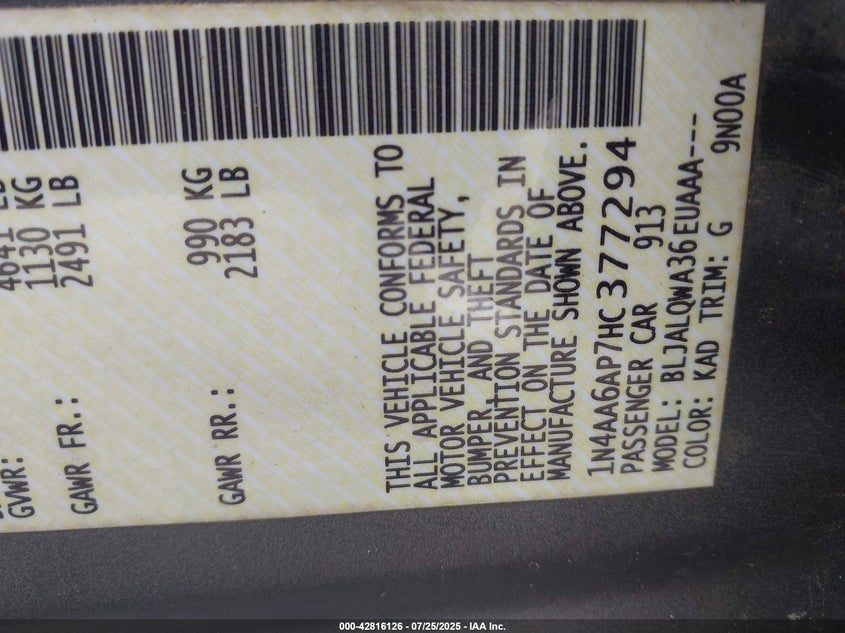 GVWR: 4641 LB
1130 KG
GAWR FR.: 2491 LB
990 KG
GAWR RR.: 2183 LB
THIS VEHICLE CONFORMS TO
ALL APPLICABLE FEDERAL
MOTOR VEHICLE SAFETY,
BUMPER, AND THEFT
PREVENTION STANDARDS IN
EFFECT ON THE DATE OF
MANUFACTURE SHOWN ABOVE.
1N4AA6AP7HC377294
PASSENGER CAR 913
MODEL: BLJALQWA36EUAAA---
COLOR: KAD TRIM: G 9N00A
000-42816126 - 07/25/2025 - IAA Inc.